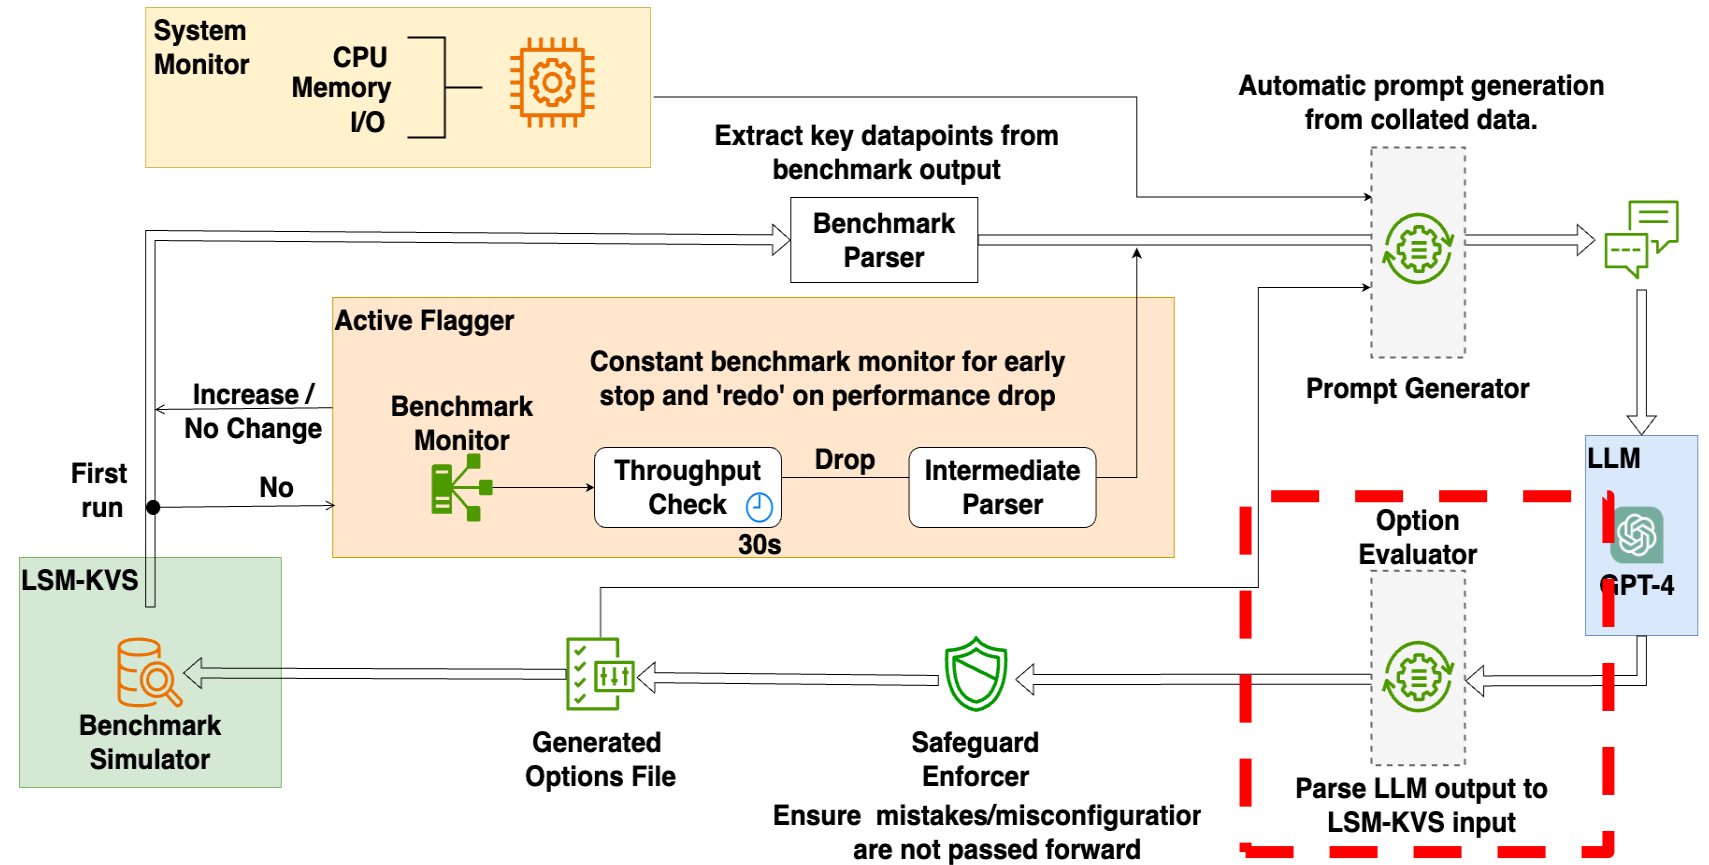 System
Monitor
CPU
Memory
I/O
Automatic prompt generation
from collated data.
Extract key datapoints from
benchmark output
Benchmark
Parser
Prompt Generator
Active Flagger
Constant benchmark monitor for early
stop and 'redo' on performance drop
Benchmark
Monitor
Throughput
Check
30s
Drop
Intermediate
Parser
Increase /
No Change
First
run
No
LLM
GPT-4
Option
Evaluator
Parse LLM output to
LSM-KVS input
LSM-KVS
Benchmark
Simulator
Generated
Options File
Safeguard
Enforcer
Ensure  mistakes/misconfiguration
are not passed forward